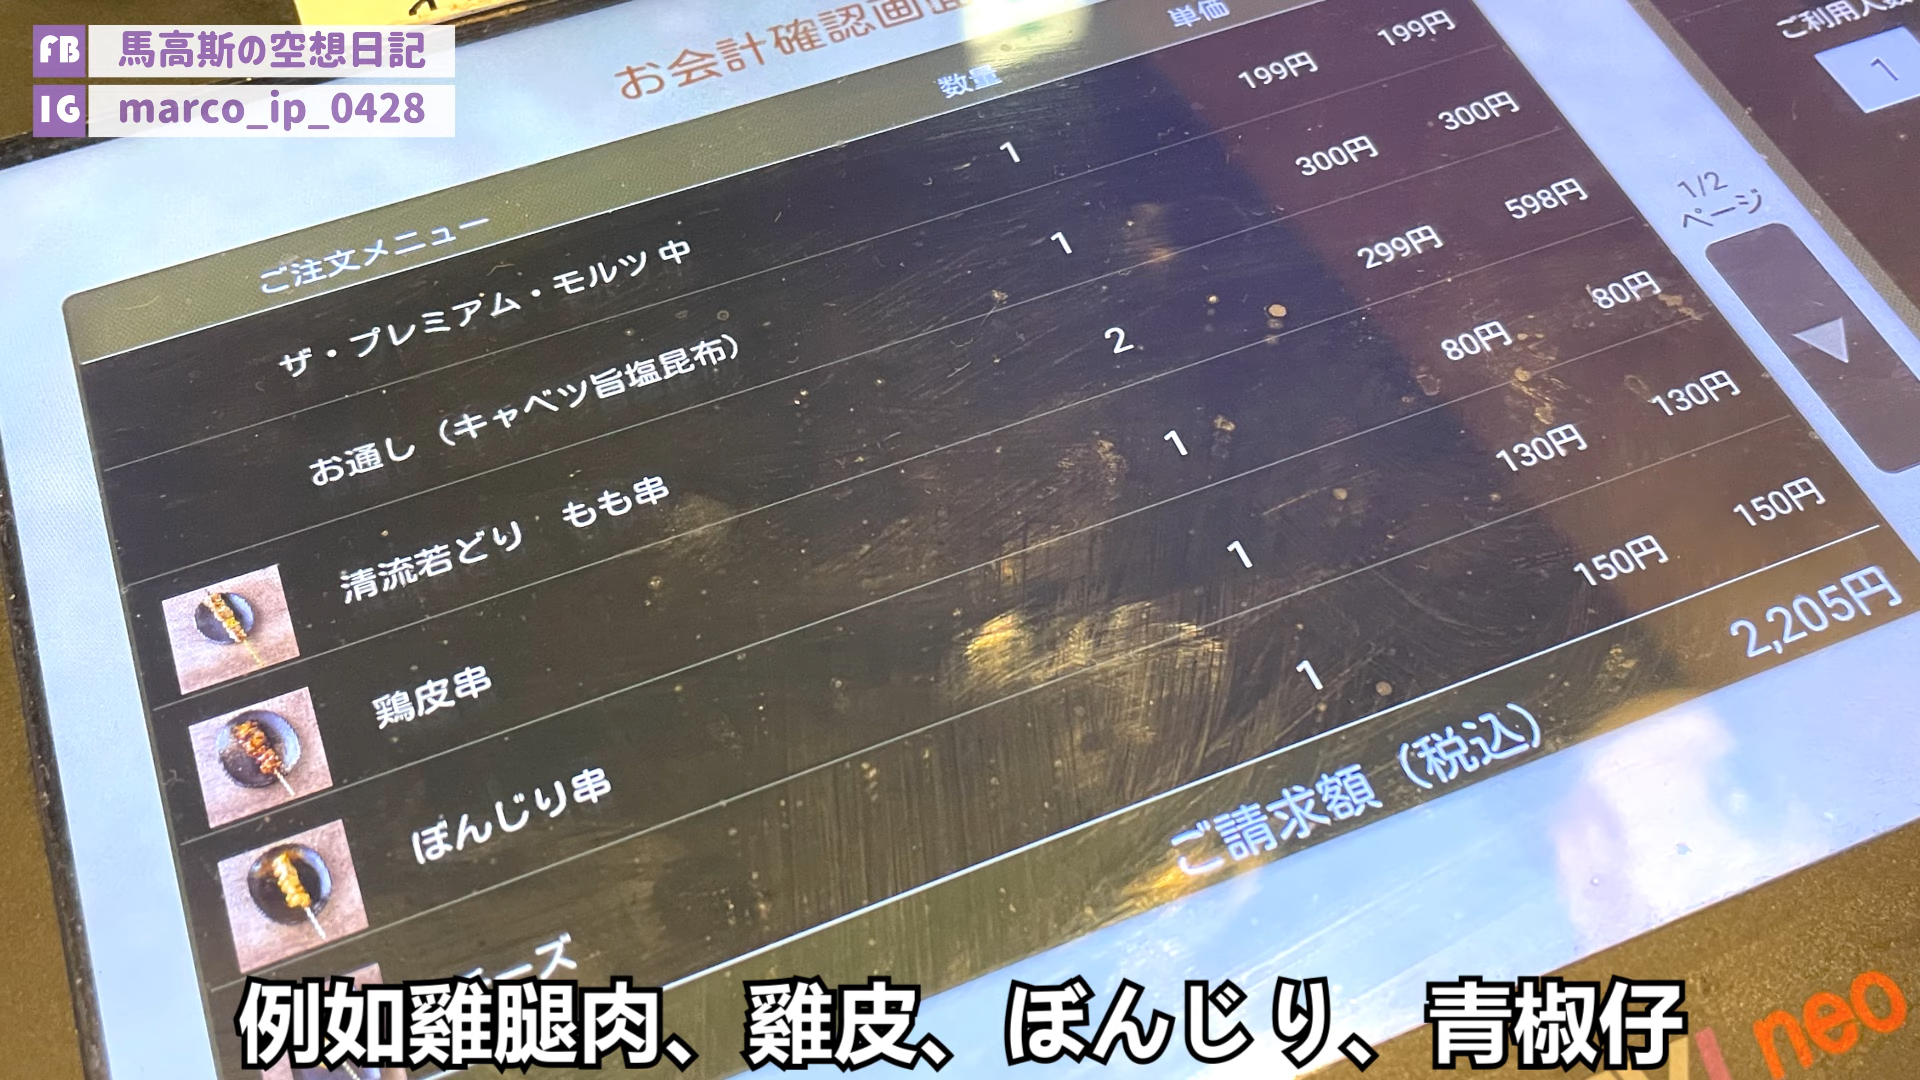 FB 馬高斯の空想日記
IG marco_ip_0428
お会計確認画面
ご注文メニュー 数量 単価
ザ・プレミアム・モルツ 中 1 199円 199円
お通し（キャベツ旨塩昆布） 1 300円 300円
清流若どり もも串 2 299円 598円
鶏皮串 1 80円 80円
ぼんじり串 1 130円 130円
チーズ 1 150円 150円
ご請求額（税込） 2,205円
ご利用人数
1
1/2
ページ
例如雞腿肉、雞皮、ぼんじり、青椒仔
neo